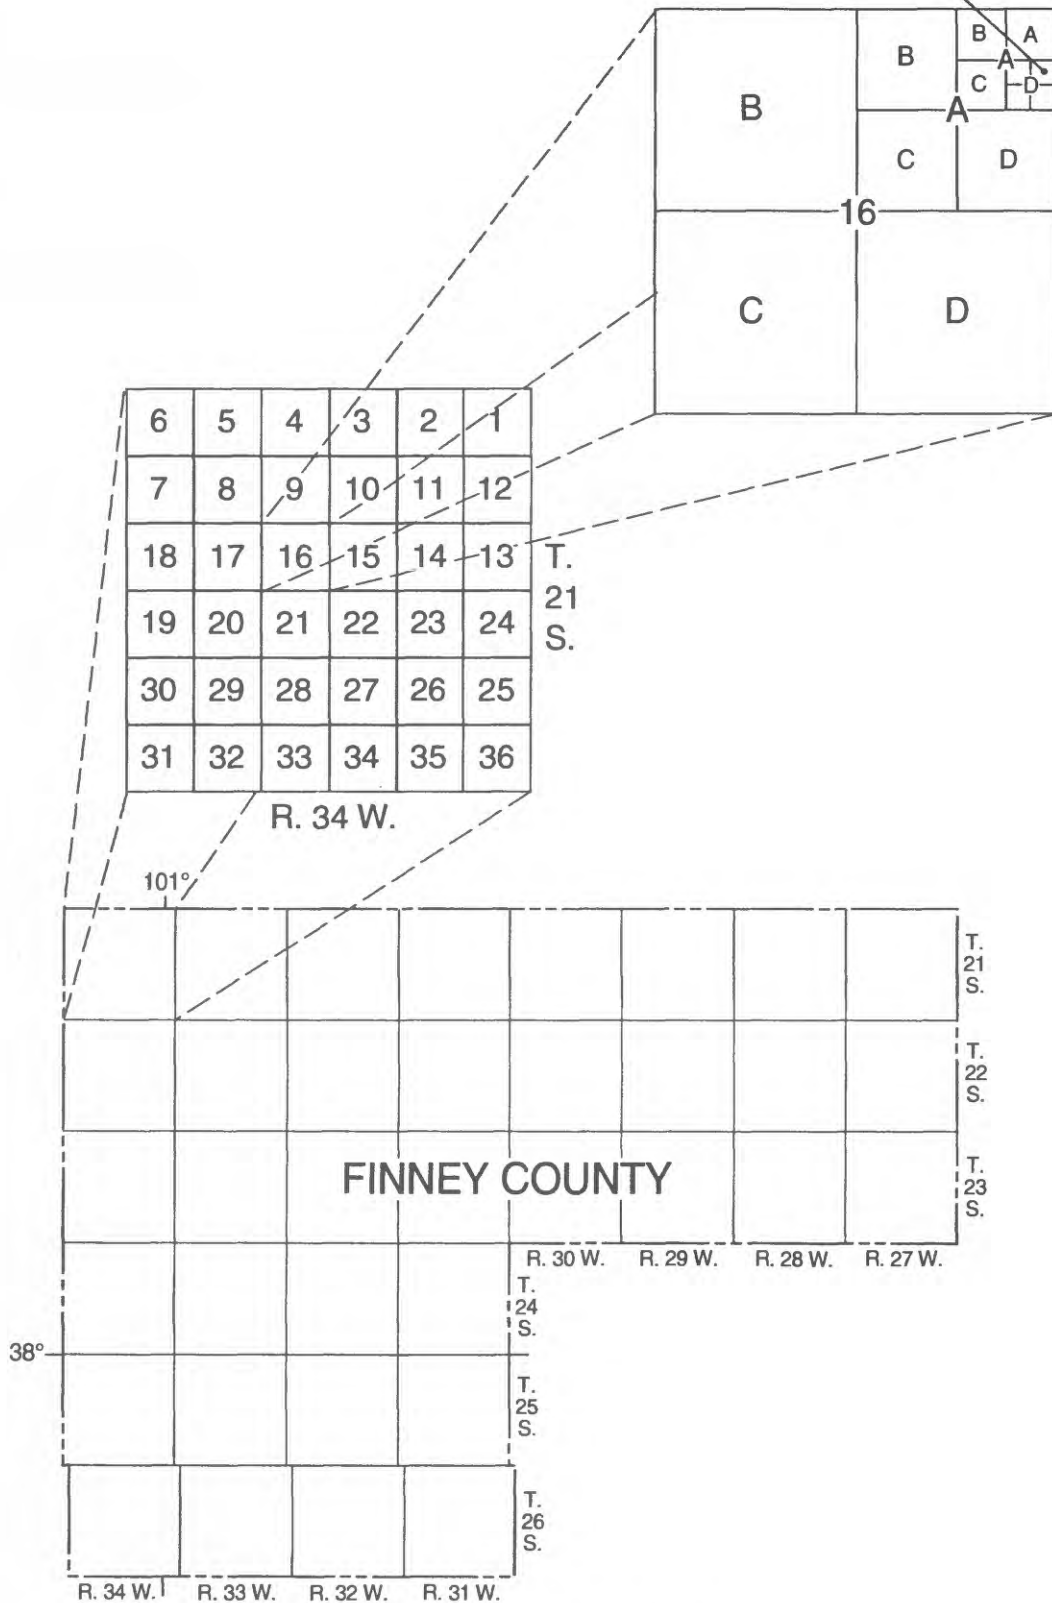 B A
B A
C D
B A
C D
16
C D
6 5 4 3 2 1
7 8 9 10 11 12
18 17 16 15 14 13
T.
21
S.
19 20 21 22 23 24
30 29 28 27 26 25
31 32 33 34 35 36
R. 34 W.
101°
T.
21
S.
T.
22
S.
FINNEY COUNTY
T.
23
S.
R. 30 W. R. 29 W. R. 28 W. R. 27 W.
T.
24
S.
38°
T.
25
S.
T.
26
S.
R. 34 W. R. 33 W. R. 32 W. R. 31 W.